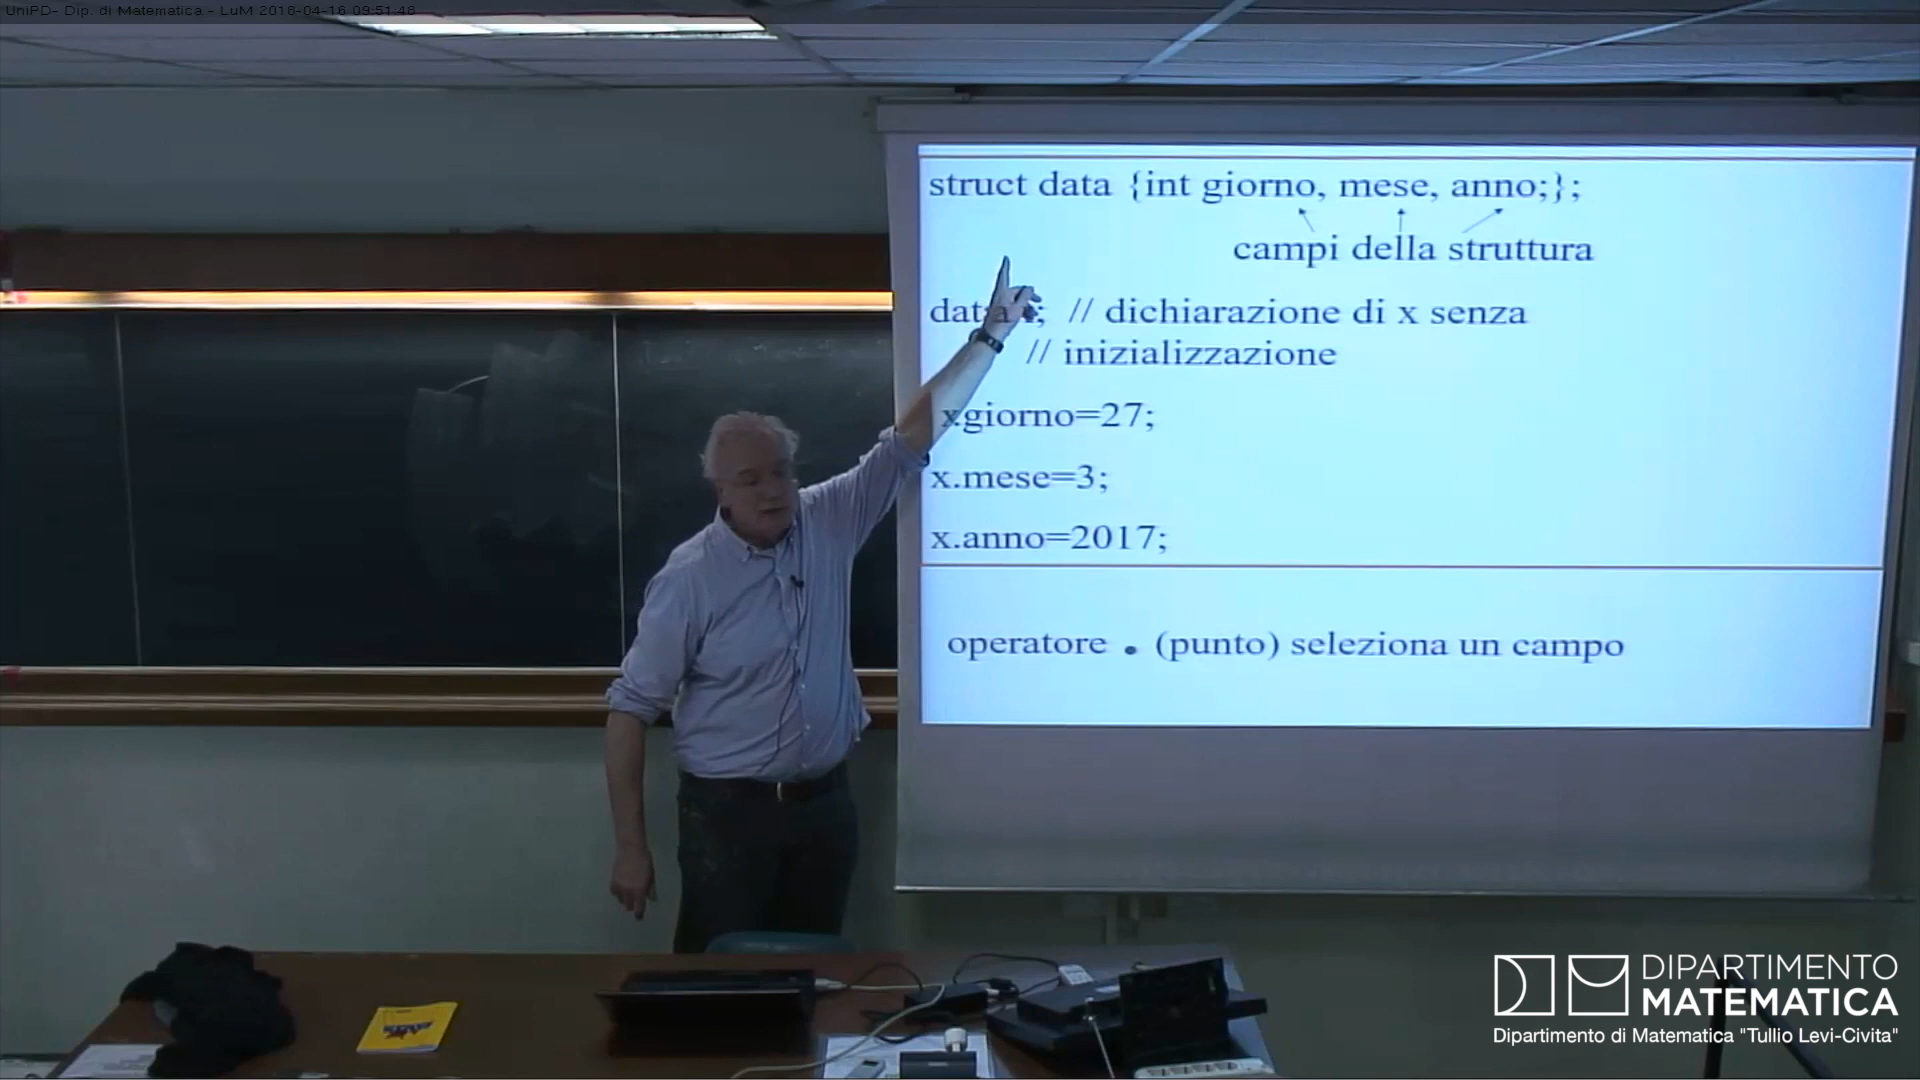 UniPD- Dip. di Matematica - LuM 2018-04-16 09:51:48
struct data {int giorno, mese, anno;};
campi della struttura
data ; // dichiarazione di x senza
// inizializzazione
x.giorno=27;
x.mese=3;
x.anno=2017;
operatore . (punto) seleziona un campo
DIPARTIMENTO
MATEMATICA
Dipartimento di Matematica "Tullio Levi-Civita"